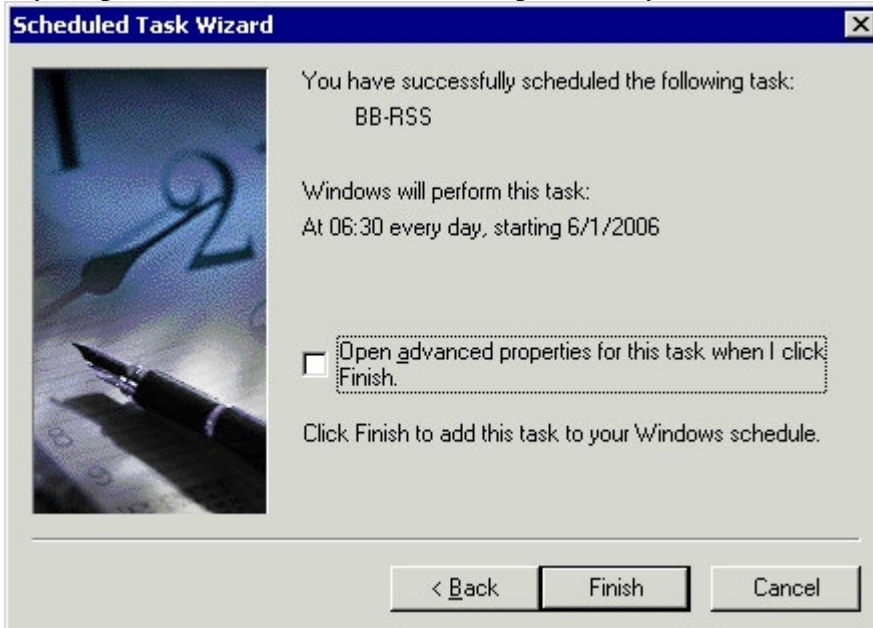 Scheduled Task Wizard
You have successfully scheduled the following task:
BB-RSS
Windows will perform this task:
At 06:30 every day, starting 6/1/2006
Open advanced properties for this task when I click
Finish.
Click Finish to add this task to your Windows schedule.
< Back
Finish
Cancel